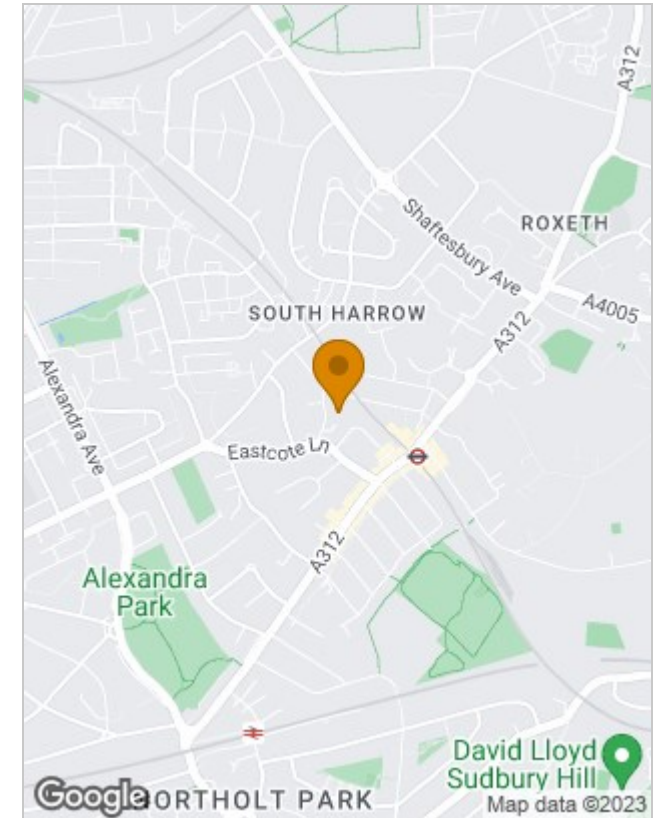 A312
ROXETH
Shaftesbury Ave
A4005
SOUTH HARROW
A312
Alexandra Ave
Eastcote Ln
A312
Alexandra
Park
David Lloyd
Sudbury Hill
Google
ORTHOLT PARK
Map data ©2023